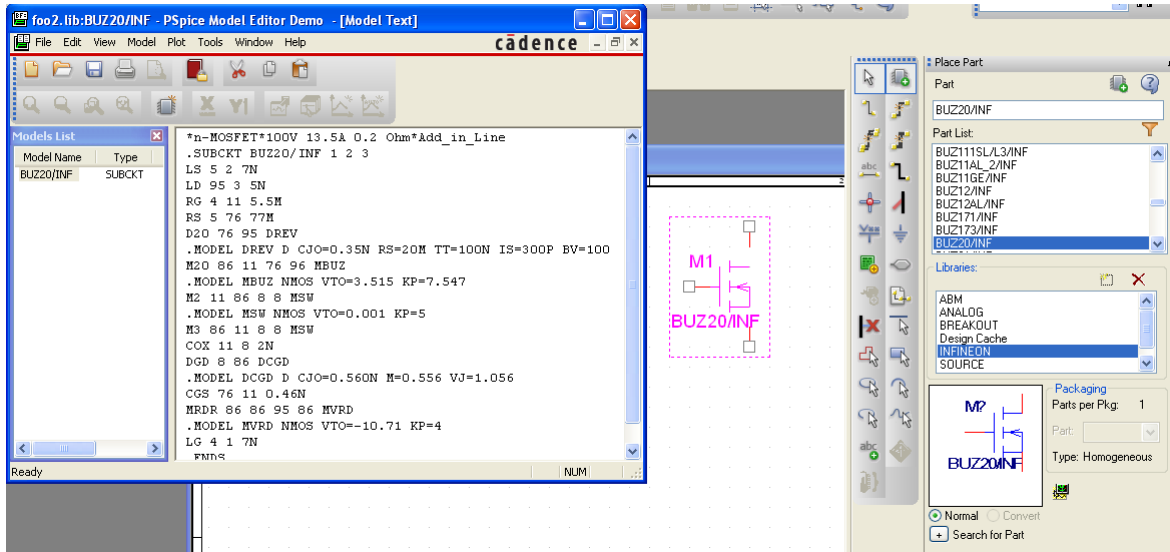 foo2.lib:BUZ20/INF - PSpice Model Editor Demo - [Model Text]
File Edit View Model Plot Tools Window Help
cādence
Models List
Model Name Type
BUZ20/INF SUBCKT
*n-MOSFET*100V 13.5A 0.2 Ohm*Add_in_Line
.SUBCKT BUZ20/INF 1 2 3
LS 5 2 7N
LD 95 3 5N
RG 4 11 5.5M
RS 5 76 77M
D20 76 95 DREV
.MODEL DREV D CJO=0.35N RS=20M TT=100N IS=300P BV=100
M20 86 11 76 96 MBUZ
.MODEL MBUZ NMOS VTO=3.515 KP=7.547
M2 11 86 8 8 MSW
.MODEL MSW NMOS VTO=0.001 KP=5
M3 86 11 8 8 MSW
COX 11 8 2N
DGD 8 86 DCGD
.MODEL DCGD D CJO=0.560N M=0.556 VJ=1.056
CGS 76 11 0.46N
MRDR 86 86 95 86 MVRD
.MODEL MVRD NMOS VTO=-10.71 KP=4
LG 4 1 7N
.ENDS
Ready
NUM
M1
BUZ20/INF
abc
Vss
abc
Place Part
Part
BUZ20/INF
Part List:
BUZ111SL/L3/INF
BUZ11AL_2/INF
BUZ11GE/INF
BUZ12/INF
BUZ12AL/INF
BUZ171/INF
BUZ173/INF
BUZ20/INF
Libraries:
ABM
ANALOG
BREAKOUT
Design Cache
INFINEON
SOURCE
M?
BUZ20/INF
Packaging
Parts per Pkg: 1
Part:
Type: Homogeneous
Normal Convert
+ Search for Part